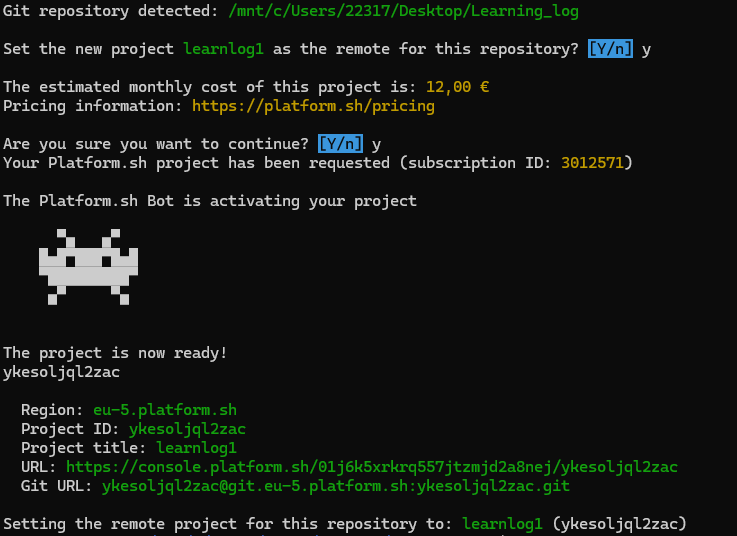 Git repository detected: /mnt/c/Users/22317/Desktop/Learning_log
Set the new project learnlog1 as the remote for this repository? [Y/n] y
The estimated monthly cost of this project is: 12,00 €
Pricing information: https://platform.sh/pricing
Are you sure you want to continue? [Y/n] y
Your Platform.sh project has been requested (subscription ID: 3012571)
The Platform.sh Bot is activating your project
The project is now ready!
ykesoljql2zac
Region: eu-5.platform.sh
Project ID: ykesoljql2zac
Project title: learnlog1
URL: https://console.platform.sh/01j6k5xrkrq557jtzmjd2a8nej/ykesoljql2zac
Git URL: ykesoljql2zac@git.eu-5.platform.sh:ykesoljql2zac.git
Setting the remote project for this repository to: learnlog1 (ykesoljql2zac)